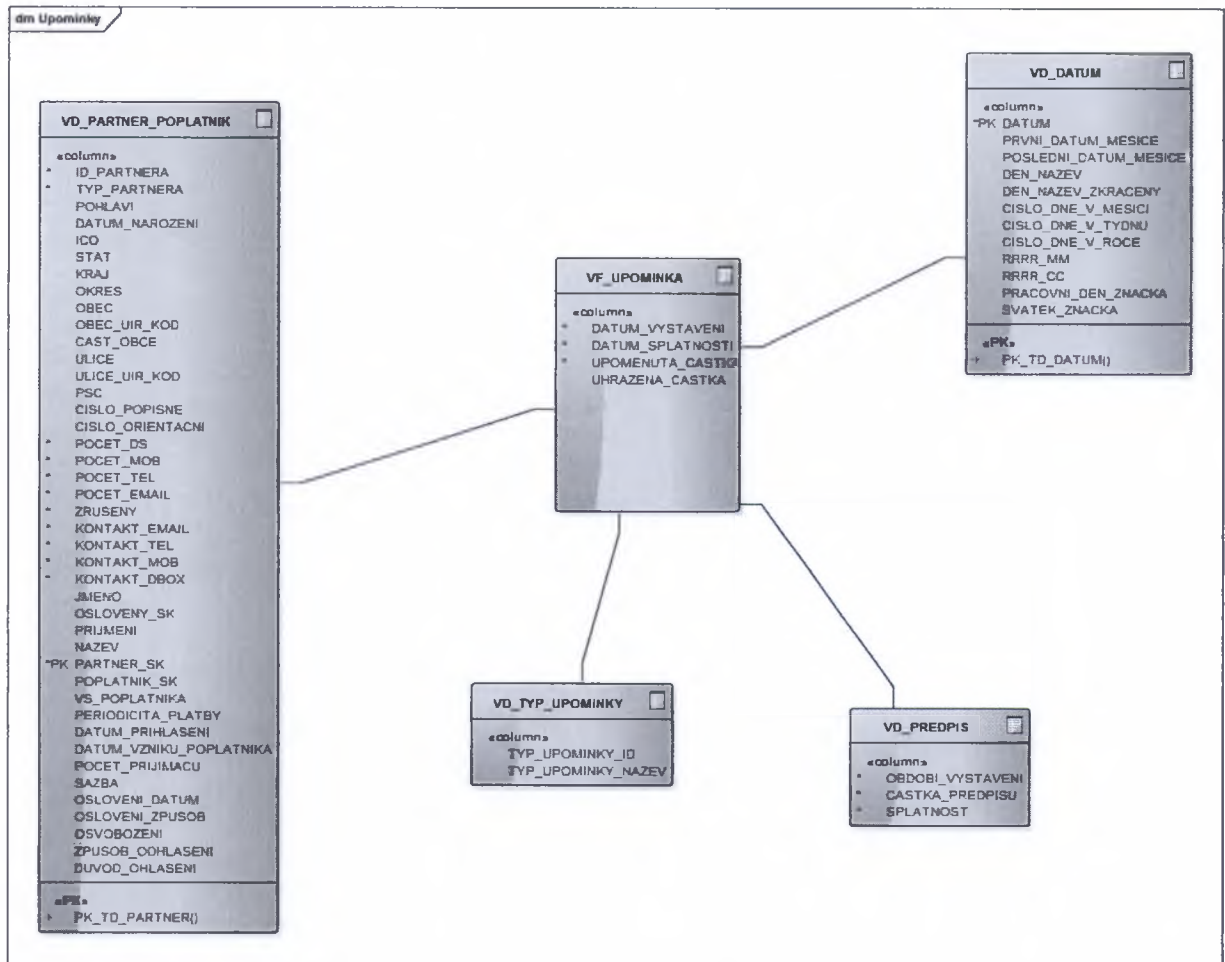 dm Upominky
VD_PARTNER_POPLATNIK
«column»
* ID_PARTNERA
* TYP_PARTNERA
POHLAVI
DATUM_NAROZENI
ICO
STAT
KRAJ
OKRES
OBEC
OBEC_UIR_KOD
CAST_OBCE
ULICE
ULICE_UIR_KOD
PSC
CISLO_POPISNE
CISLO_ORIENTACNI
* POCET_DS
* POCET_MOB
* POCET_TEL
* POCET_EMAIL
* ZRUSENY
* KONTAKT_EMAIL
* KONTAKT_TEL
* KONTAKT_MOB
* KONTAKT_DBOX
JMENO
OSLOVENY_SK
PRIJMENI
NAZEV
*PK PARTNER_SK
POPLATNIK_SK
VS_POPLATNIKA
PERIODICITA_PLATBY
DATUM_PRIHLASENI
DATUM_VZNIKU_POPLATNIKA
POCET_PRIJIMACU
SAZBA
OSLOVENI_DATUM
OSLOVENI_ZPUSOB
OSVOBOZENI
ZPUSOB_ODHLASENI
DUVOD_OHLASENI
«PK»
+ PK_TD_PARTNER()
VF_UPOMINKA
«column»
* DATUM_VYSTAVENI
* DATUM_SPLATNOSTI
* UPOMENUTA_CASTKA
UHRAZENA_CASTKA
VD_DATUM
«column»
*PK DATUM
PRVNI_DATUM_MESICE
POSLEDNI_DATUM_MESICE
DEN_NAZEV
DEN_NAZEV_ZKRACENY
CISLO_DNE_V_MESICI
CISLO_DNE_V_TYDNU
CISLO_DNE_V_ROCE
RRRR_MM
RRRR_CC
PRACOVNI_DEN_ZNACKA
SVATEK_ZNACKA
«PK»
+ PK_TD_DATUM()
VD_TYP_UPOMINKY
«column»
TYP_UPOMINKY_ID
TYP_UPOMINKY_NAZEV
VD_PREDPIS
«column»
* OBDOBI_VYSTAVENI
* CASTKA_PREDPISU
* SPLATNOST